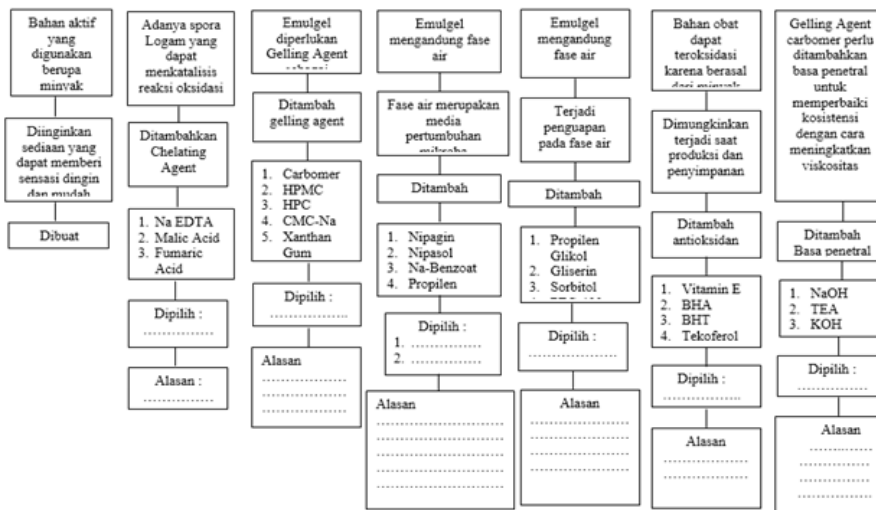 Bahan aktif
yang
digunakan
berupa
minyak
Diinginkan
sediaan yang
dapat memberi
sensasi dingin
dan mudah
Dibuat
Adanya spora
Logam yang
dapat
menkatalisis
reaksi oksidasi
Ditambahkan
Chelating
Agent
1. Na EDTA
2. Malic Acid
3. Fumaric
Acid
Dipilih :
..............
Alasan :
..............
Emulgel
diperlukan
Gelling Agent
sebagai
Ditambah
gelling agent
1. Carbomer
2. HPMC
3. HPC
4. CMC-Na
5. Xanthan
Gum
Dipilih :
...............
Alasan
.................
.................
.................
Emulgel
mengandung fase
air
Fase air merupakan
media
pertumbuhan
mikroba
Ditambah
1. Nipagin
2. Nipasol
3. Na-Benzoat
4. Propilen
Dipilih :
1. ..............
2. ..............
Alasan
..........................
..........................
..........................
..........................
..........................
Emulgel
mengandung
fase air
Terjadi
penguapan
pada fase air
Ditambah
1. Propilen
Glikol
2. Gliserin
3. Sorbitol
Dipilih :
.................
Alasan
....................
....................
....................
....................
Bahan obat
dapat
teroksidasi
karena berasal
dari minyak
Dimungkinkan
terjadi saat
produksi dan
penyimpanan
Ditambah
antioksidan
1. Vitamin E
2. BHA
3. BHT
4. Tekoferol
Dipilih :
...............
Alasan
...............
...............
Gelling Agent
carbomer perlu
ditambahkan
basa penetral
untuk
memperbaiki
kosistensi
dengan cara
meningkatkan
viskositas
Ditambah
Basa penetral
1. NaOH
2. TEA
3. KOH
Dipilih :
...............
Alasan
..............
.................
.................
.................